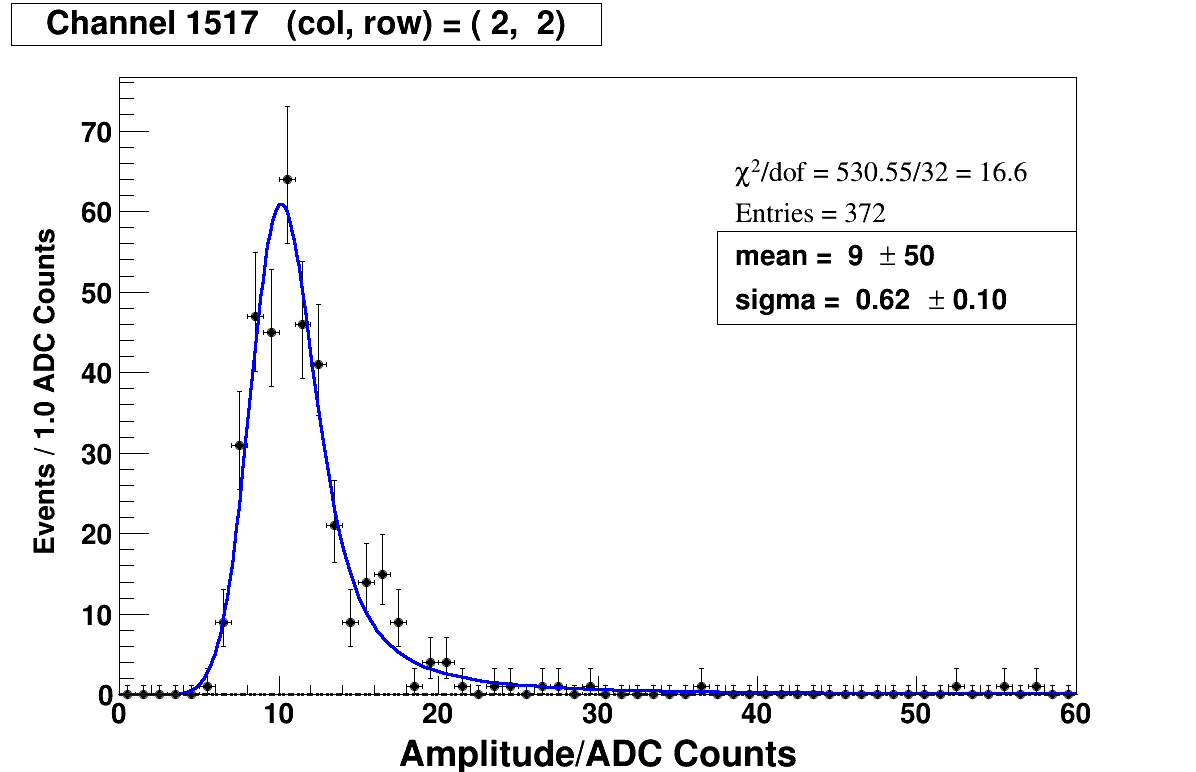 Channel 1517 (col, row) = ( 2, 2)
χ²/dof = 530.55/32 = 16.6
Entries = 372
mean = 9 ± 50
sigma = 0.62 ± 0.10
Events / 1.0 ADC Counts
70
60
50
40
30
20
10
0
0 10 20 30 40 50 60
Amplitude/ADC Counts